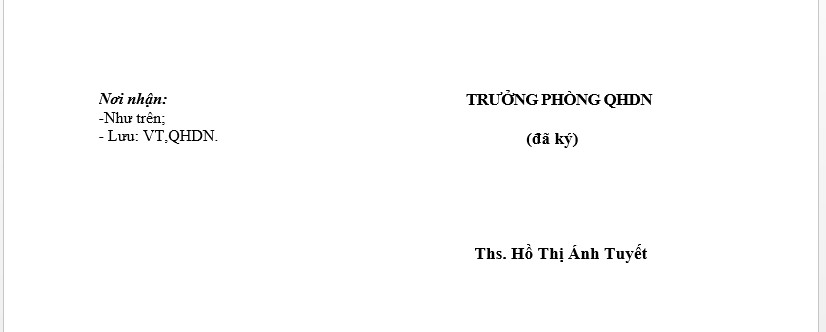 Nơi nhận:
-Như trên;
- Lưu: VT,QHDN.
TRƯỞNG PHÒNG QHDN
(đã ký)
Ths. Hồ Thị Ánh Tuyết